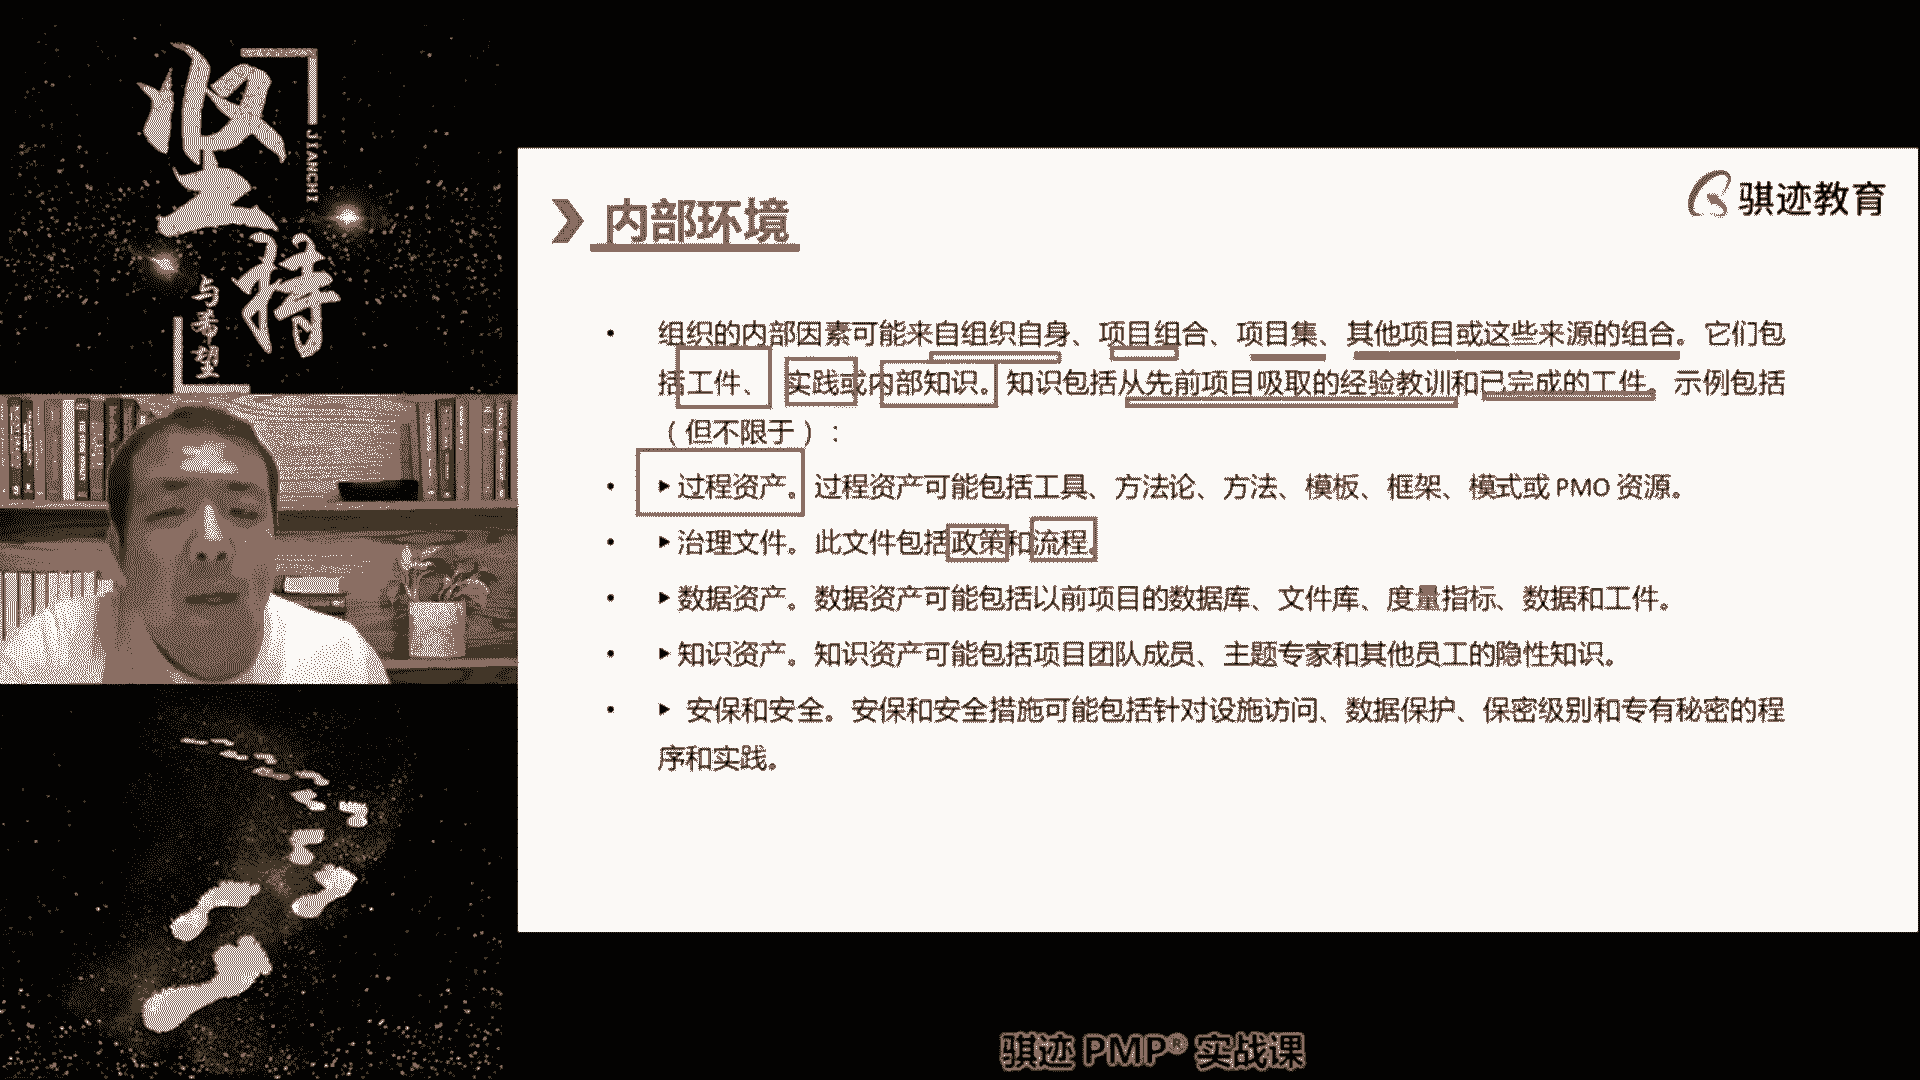 坚持
JIANCHI
与希望
骐迹教育
内部环境
组织的内部因素可能来自组织自身、项目组合、项目集、其他项目或这些来源的组合。它们包
括工件、实践或内部知识。知识包括从先前项目吸取的经验教训和已完成的工件。示例包括
（但不限于）：
过程资产。过程资产可能包括工具、方法论、方法、模板、框架、模式或 PMO 资源。
治理文件。此文件包括政策和流程。
数据资产。数据资产可能包括以前项目的数据库、文件库、度量指标、数据和工件。
知识资产。知识资产可能包括项目团队成员、主题专家和其他员工的隐性知识。
安保和安全。安保和安全措施可能包括针对设施访问、数据保护、保密级别和专有秘密的程
序和实践。
骐迹 PMP® 实战课